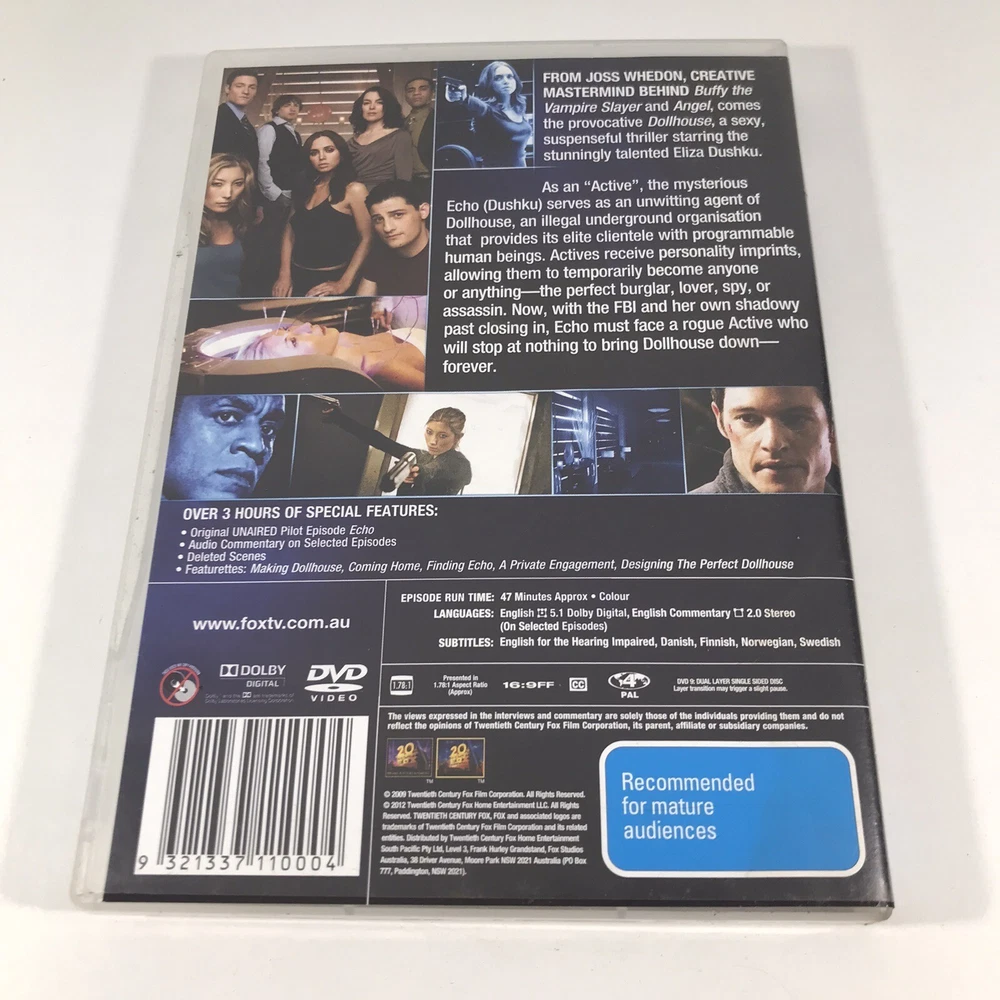 FROM JOSS WHEDON, CREATIVE
MASTERMIND BEHIND Buffy the
Vampire Slayer and Angel, comes
the provocative Dollhouse, a sexy,
suspenseful thriller starring the
stunningly talented Eliza Dushku.
As an “Active”, the mysterious
Echo (Dushku) serves as an unwitting agent of
Dollhouse, an illegal underground organisation
that provides its elite clientele with programmable
human beings. Actives receive personality imprints,
allowing them to temporarily become anyone
or anything—the perfect burglar, lover, spy, or
assassin. Now, with the FBI and her own shadowy
past closing in, Echo must face a rogue Active who
will stop at nothing to bring Dollhouse down—
forever.
OVER 3 HOURS OF SPECIAL FEATURES:
• Original UNAIRED Pilot Episode Echo
• Audio Commentary on Selected Episodes
• Deleted Scenes
• Featurettes: Making Dollhouse, Coming Home, Finding Echo, A Private Engagement, Designing The Perfect Dollhouse
www.foxtv.com.au
DOLBY
DIGITAL
DVD
VIDEO
EPISODE RUN TIME: 47 Minutes Approx • Colour
LANGUAGES: English 5.1 Dolby Digital, English Commentary 2.0 Stereo
(On Selected Episodes)
SUBTITLES: English for the Hearing Impaired, Danish, Finnish, Norwegian, Swedish
1.78:1
Presented in
1.78:1 Aspect Ratio
(Approx)
16:9FF
CC
4
PAL
DVD 9: DUAL LAYER SINGLE SIDED DISC
Layer transition may trigger a slight pause.
The views expressed in the interviews and commentary are solely those of the individuals providing them and do not
reflect the opinions of Twentieth Century Fox Film Corporation, its parent, affiliate or subsidiary companies.
20
FOX
TM
20
FOX
TM
© 2009 Twentieth Century Fox Film Corporation. All Rights Reserved.
© 2012 Twentieth Century Fox Home Entertainment LLC. All Rights
Reserved. TWENTIETH CENTURY FOX, FOX and associated logos are
trademarks of Twentieth Century Fox Film Corporation and its related
entities. Distributed by Twentieth Century Fox Home Entertainment
South Pacific Pty Ltd, Level 3, Frank Hurley Grandstand, Fox Studios
Australia, 38 Driver Avenue, Moore Park NSW 2021 Australia (PO Box
777, Paddington, NSW 2021).
Recommended
for mature
audiences
9 321337 110004